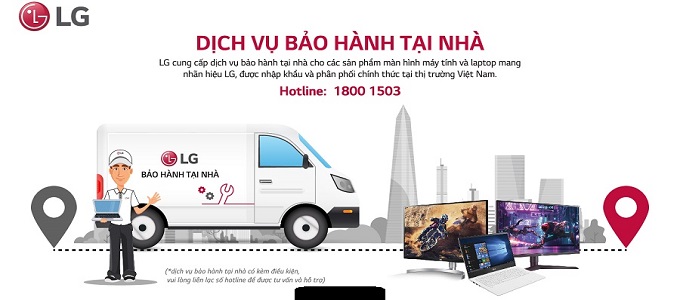 LG
DỊCH VỤ BẢO HÀNH TẠI NHÀ
LG cung cấp dịch vụ bảo hành tại nhà cho các sản phẩm màn hình máy tính và laptop mang
nhãn hiệu LG, được nhập khẩu và phân phối chính thức tại thị trường Việt Nam.
Hotline: 1800 1503
LG
BẢO HÀNH TẠI NHÀ
(*dịch vụ bảo hành tại nhà có kèm điều kiện,
vui lòng liên lạc số hotline để được tư vấn và hỗ trợ)